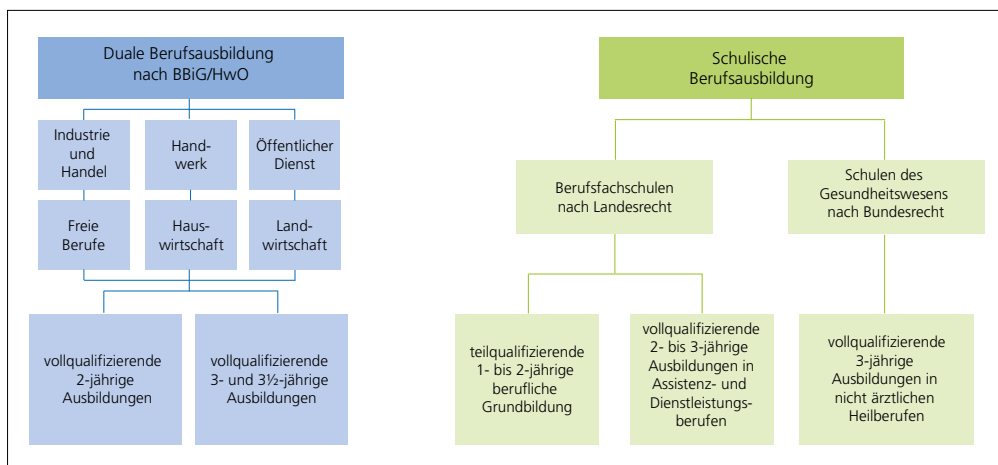 Duale Berufsausbildung
nach BBiG/HwO
Industrie
und
Handel
Hand-
werk
Öffentlicher
Dienst
Freie
Berufe
Haus-
wirtschaft
Land-
wirtschaft
vollqualifizierende
2-jährige
Ausbildungen
vollqualifizierende
3- und 3½-jährige
Ausbildungen
Schulische
Berufsausbildung
Berufsfachschulen
nach Landesrecht
Schulen des
Gesundheitswesens
nach Bundesrecht
teilqualifizierende
1- bis 2-jährige
berufliche
Grundbildung
vollqualifizierende
2- bis 3-jährige
Ausbildungen in
Assistenz- und
Dienstleistungs-
berufen
vollqualifizierende
3-jährige
Ausbildungen in
nicht ärztlichen
Heilberufen